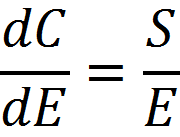 dC/dE = S/E